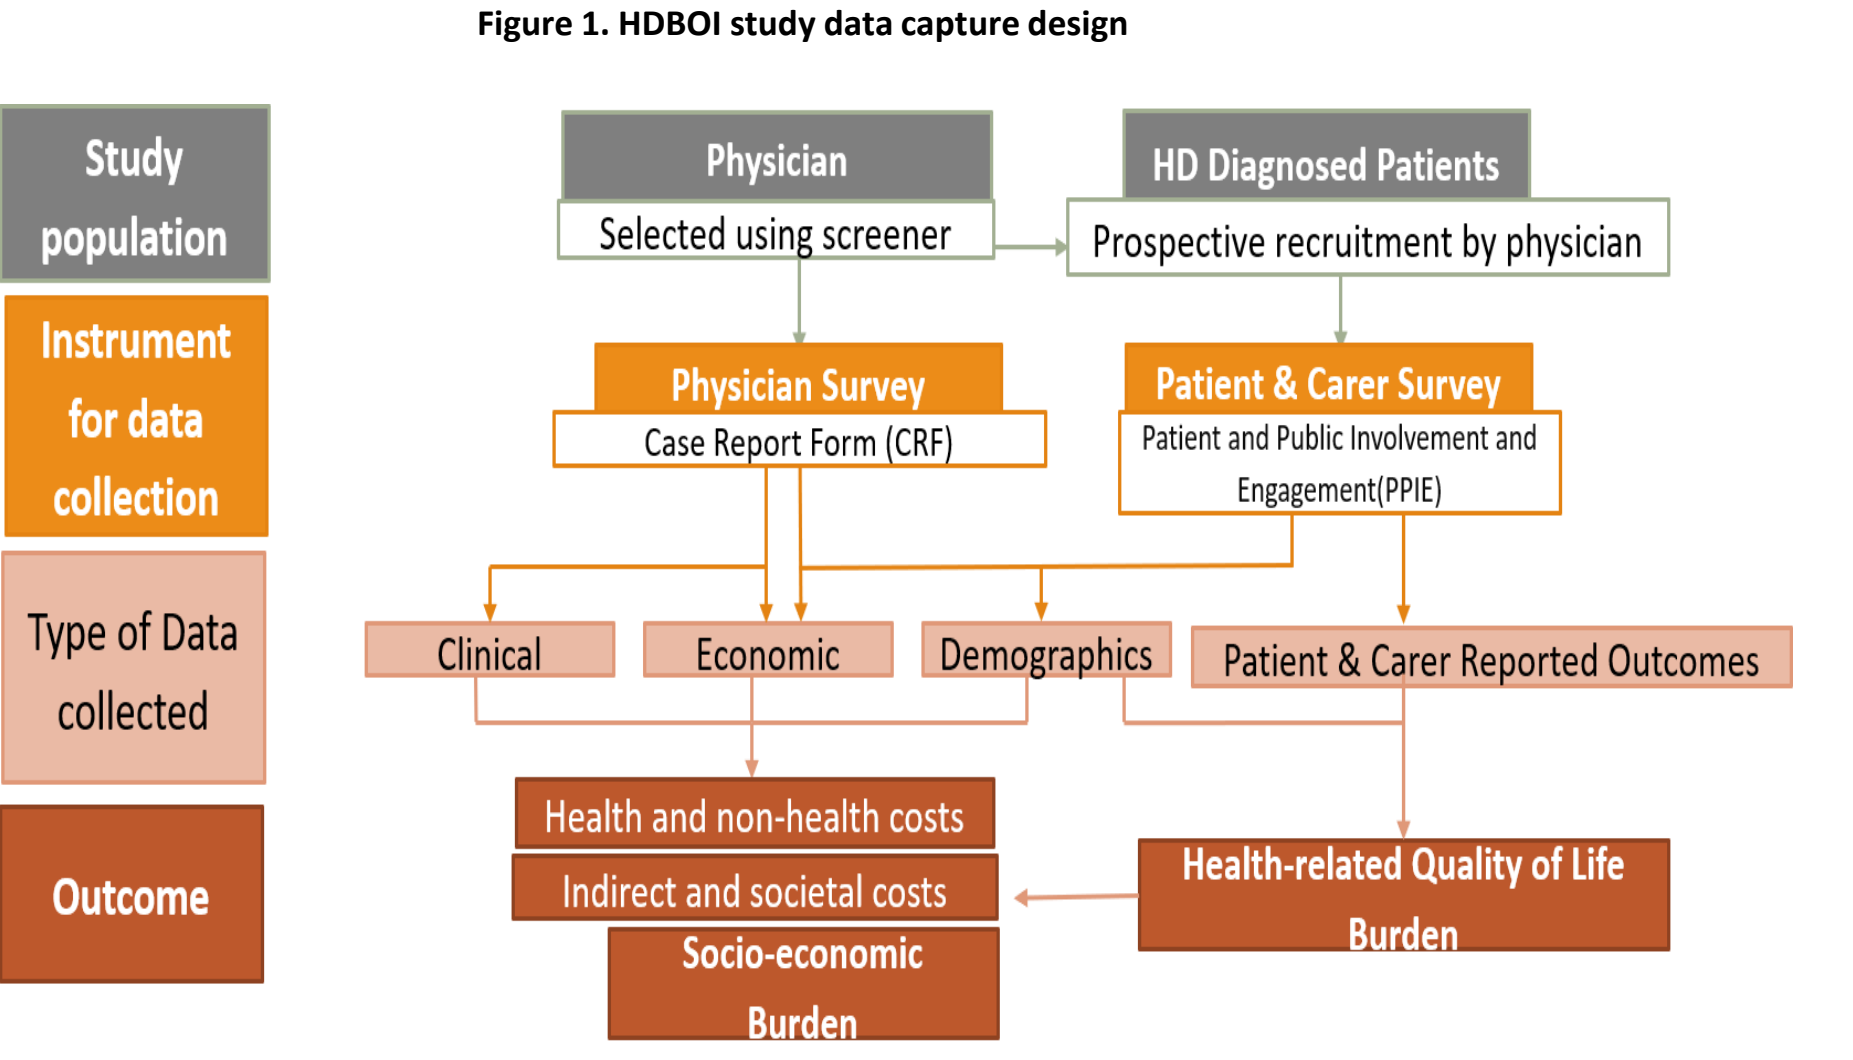 Figure 1. HDBOI study data capture design
Study
population
Physician
Selected using screener
HD Diagnosed Patients
Prospective recruitment by physician
Instrument
for data
collection
Physician Survey
Case Report Form (CRF)
Patient & Carer Survey
Patient and Public Involvement and
Engagement(PPIE)
Type of Data
collected
Clinical
Economic
Demographics
Patient & Carer Reported Outcomes
Outcome
Health and non-health costs
Indirect and societal costs
Socio-economic
Burden
Health-related Quality of Life
Burden